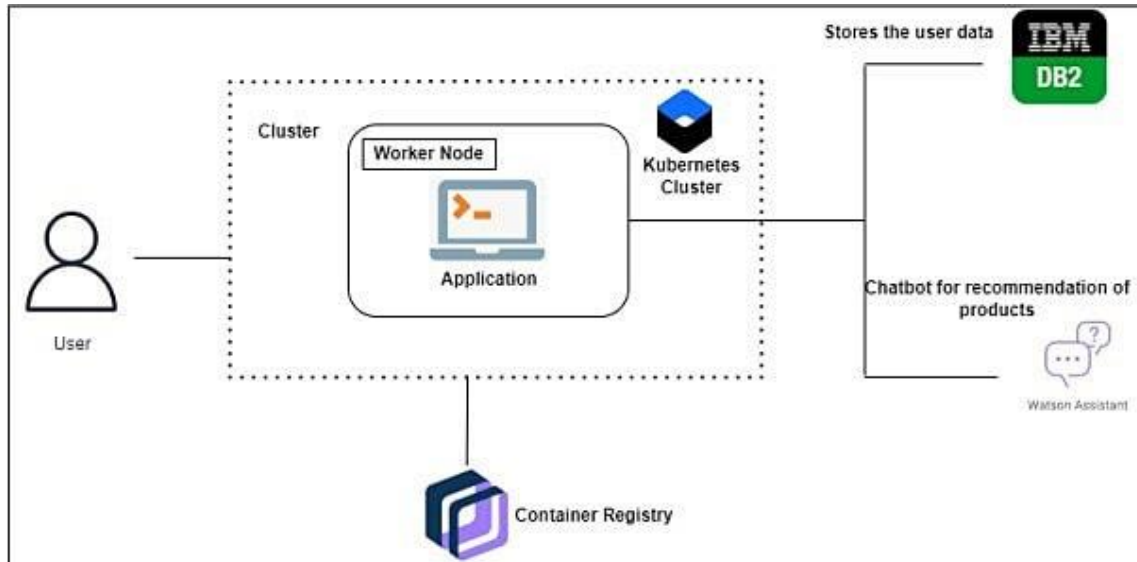 Stores the user data
IBM
DB2
Cluster
Worker Node
Kubernetes
Cluster
Application
User
Chatbot for recommendation of
products
?
Watson Assistant
Container Registry